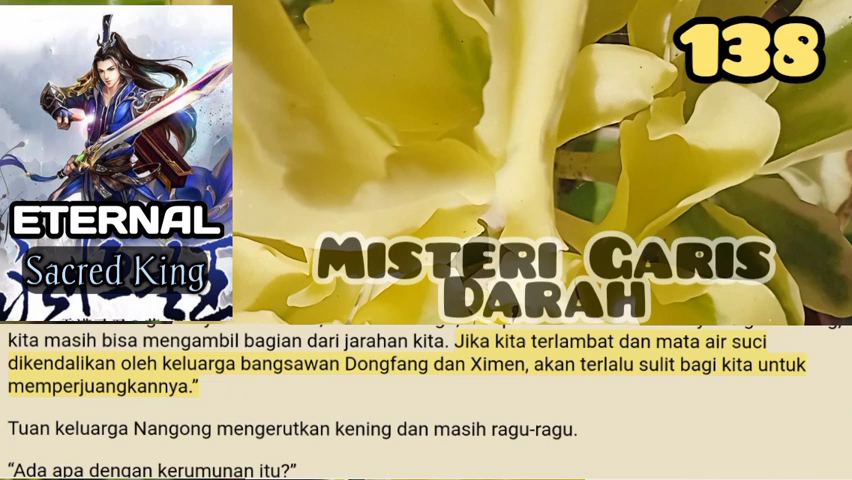 138
ETERNAL
Sacred King
MISTERI GARIS
DARAH
kita masih bisa mengambil bagian dari jarahan kita. Jika kita terlambat dan mata air suci
dikendalikan oleh keluarga bangsawan Dongfang dan Ximen, akan terlalu sulit bagi kita untuk
memperjuangkannya.”
Tuan keluarga Nangong mengerutkan kening dan masih ragu-ragu.
“Ada apa dengan kerumunan itu?”